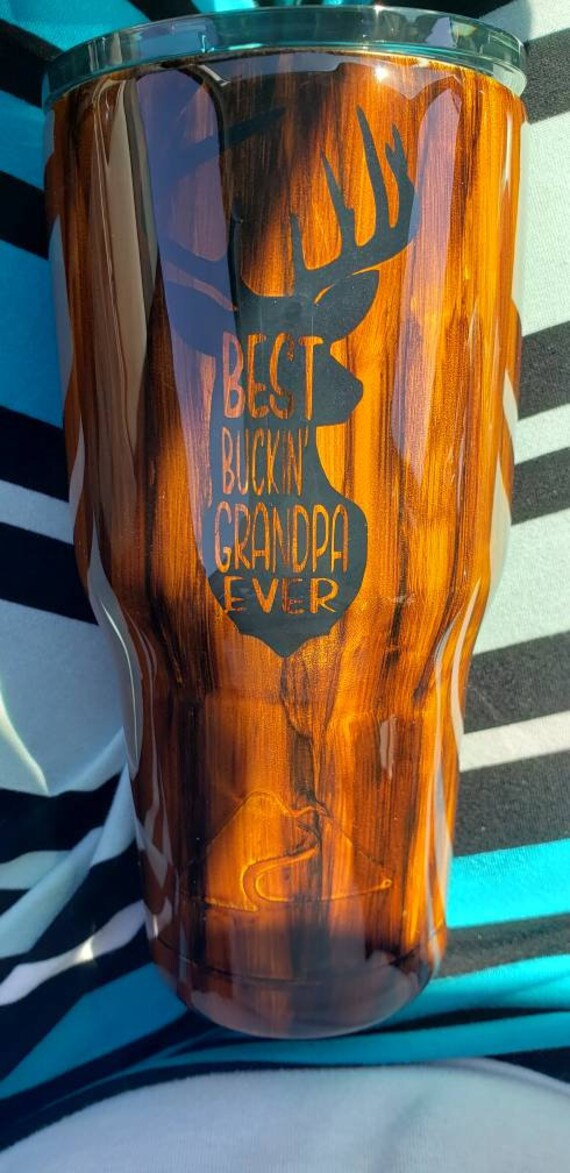 BEST
BUCKIN'
GRANDPA
EVER